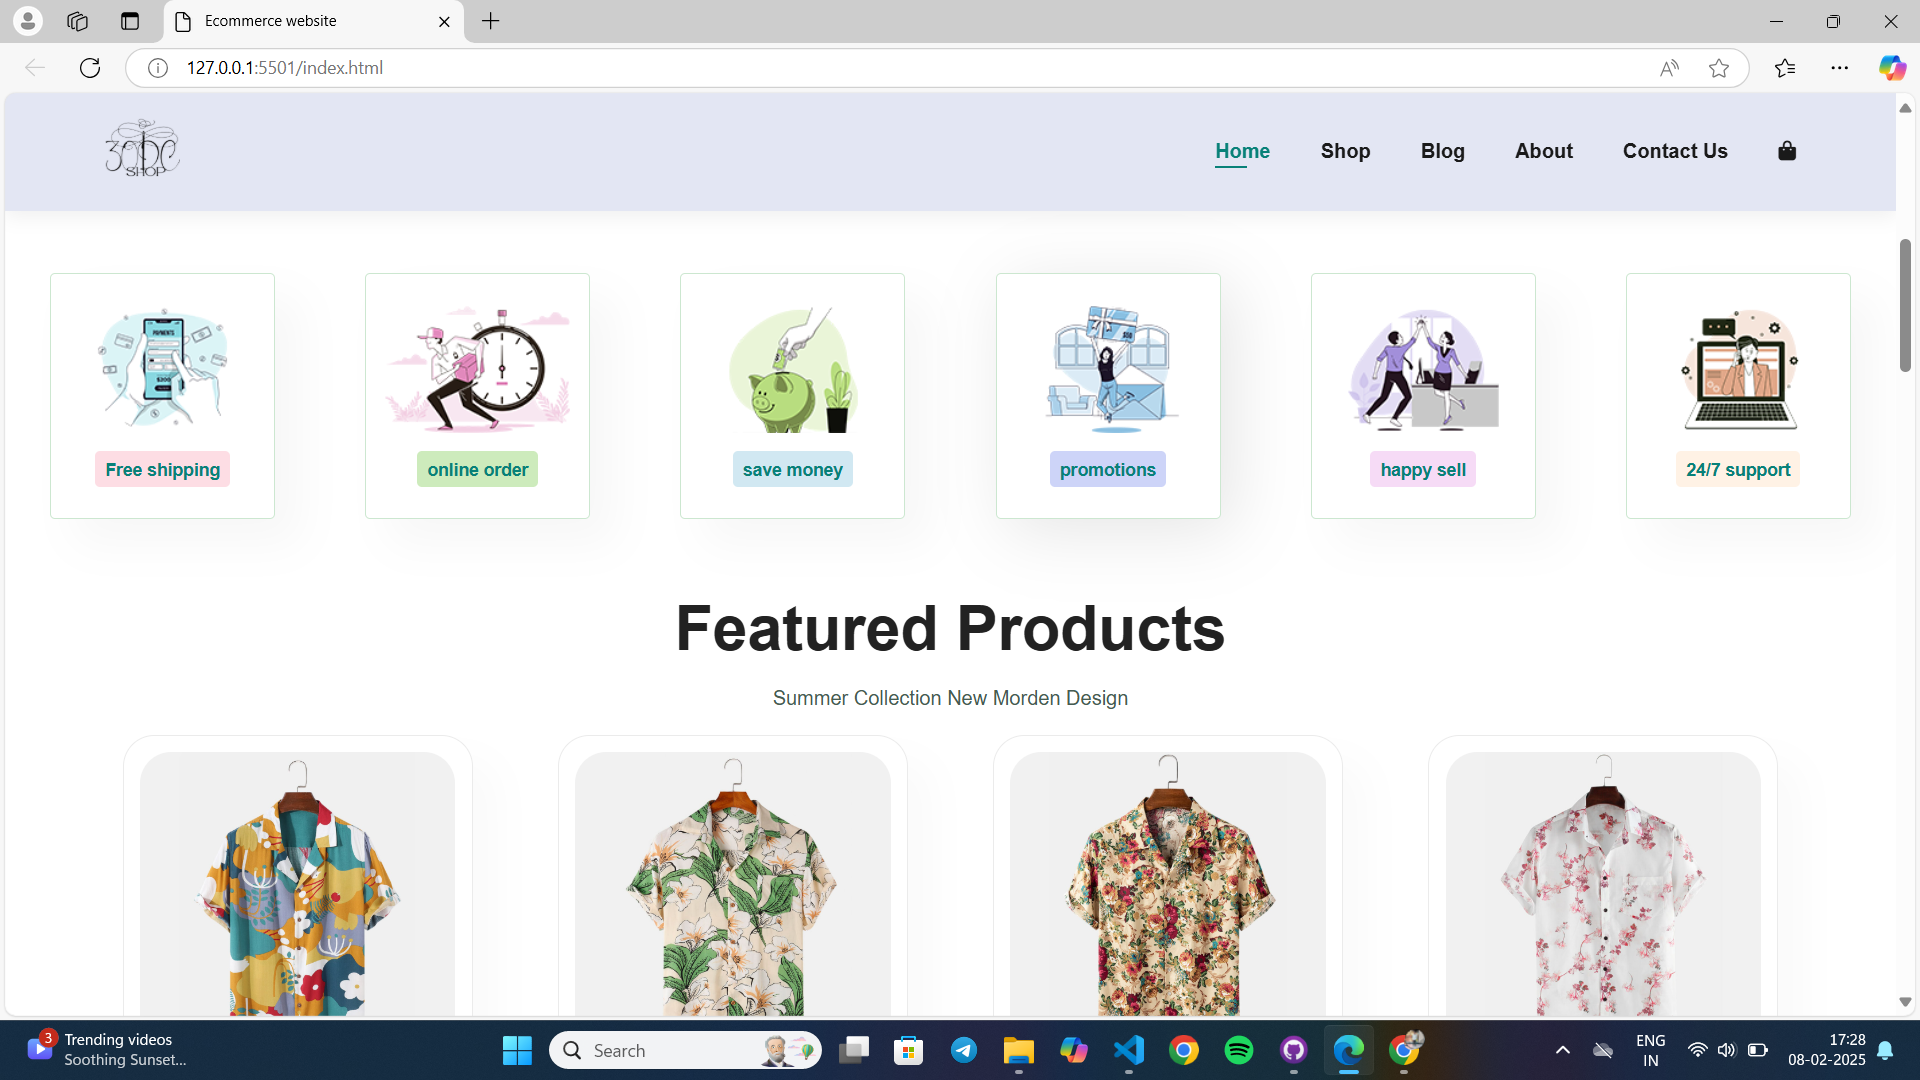 Ecommerce website
127.0.0.1:5501/index.html
SHOP
Home Shop Blog About Contact Us
PAYMENTS
Free shipping
online order
save money
promotions
happy sell
24/7 support
Featured Products
Summer Collection New Morden Design
3
Trending videos
Soothing Sunset...
Search
ENG
IN
17:28
08-02-2025